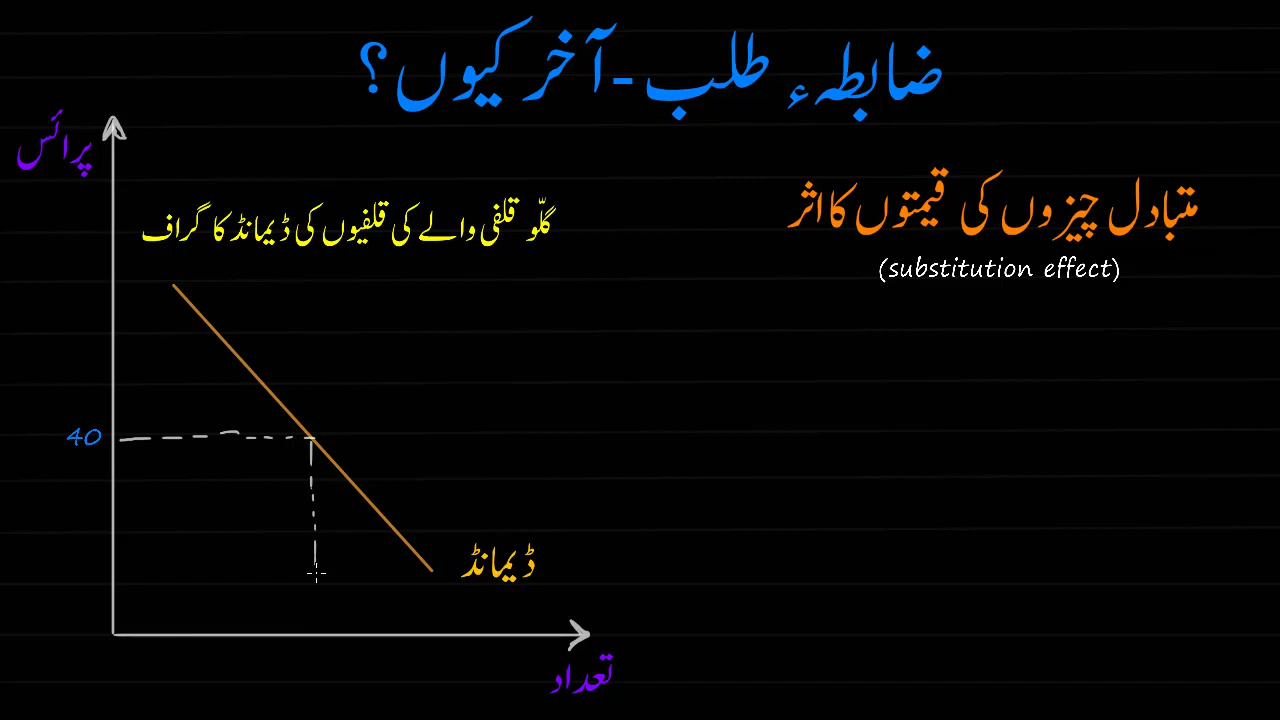 ضابطہء طلب-آخر کیوں؟
پرائس
متبادل چیزوں کی قیمتوں کا اثر
(substitution effect)
گلّو قلفی والے کی قلفیوں کی ڈیمانڈ کا گراف
40
ڈیمانڈ
تعداد